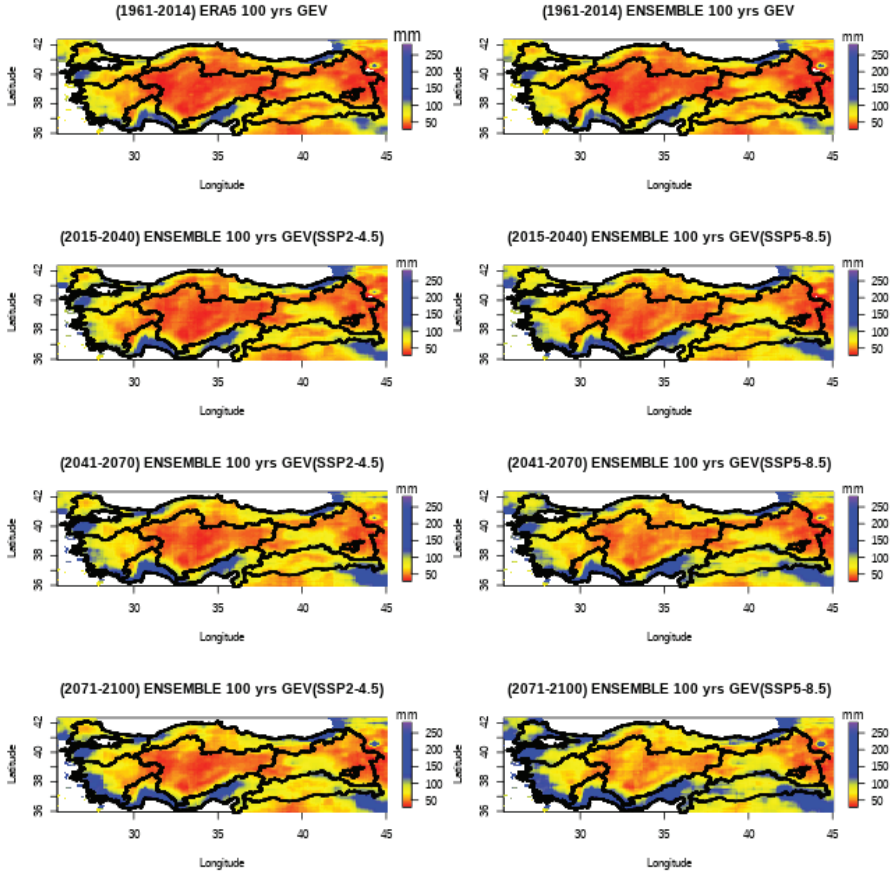 (1961-2014) ERA5 100 yrs GEV
mm
42
40
38
36
Latitude
250
200
150
100
50
30 35 40 45
Longitude
(1961-2014) ENSEMBLE 100 yrs GEV
mm
42
40
38
36
Latitude
250
200
150
100
50
30 35 40 45
Longitude
(2015-2040) ENSEMBLE 100 yrs GEV(SSP2-4.5)
mm
42
40
38
36
Latitude
250
200
150
100
50
30 35 40 45
Longitude
(2015-2040) ENSEMBLE 100 yrs GEV(SSP5-8.5)
mm
42
40
38
36
Latitude
250
200
150
100
50
30 35 40 45
Longitude
(2041-2070) ENSEMBLE 100 yrs GEV(SSP2-4.5)
mm
42
40
38
36
Latitude
250
200
150
100
50
30 35 40 45
Longitude
(2041-2070) ENSEMBLE 100 yrs GEV(SSP5-8.5)
mm
42
40
38
36
Latitude
250
200
150
100
50
30 35 40 45
Longitude
(2071-2100) ENSEMBLE 100 yrs GEV(SSP2-4.5)
mm
42
40
38
36
Latitude
250
200
150
100
50
30 35 40 45
Longitude
(2071-2100) ENSEMBLE 100 yrs GEV(SSP5-8.5)
mm
42
40
38
36
Latitude
250
200
150
100
50
30 35 40 45
Longitude